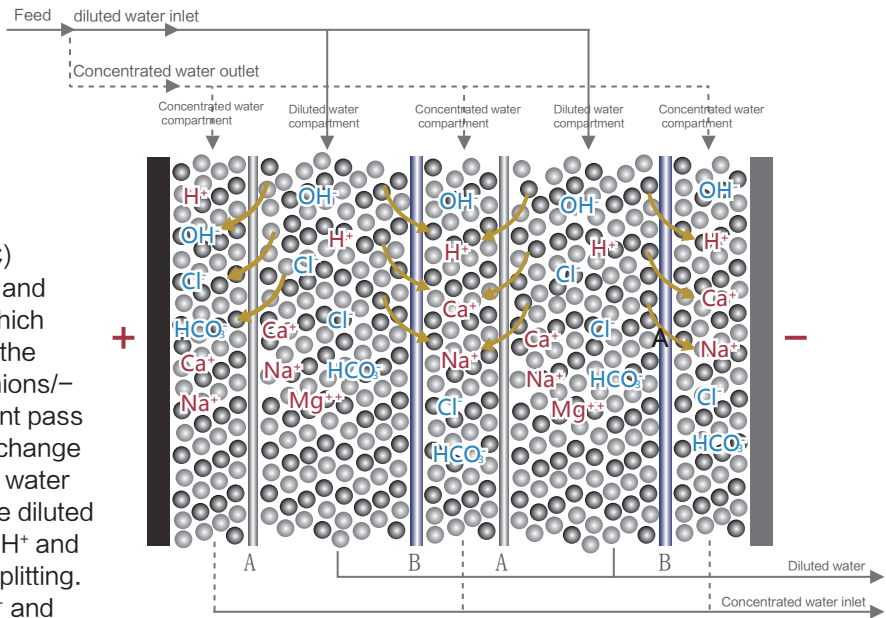 Feed
diluted water inlet
Concentrated water outlet
Concentrated water
compartment
Diluted water
compartment
Concentrated water
compartment
Diluted water
compartment
Concentrated water
compartment
H⁺
OH⁻
Cl⁻
HCO₃⁻
Ca⁺
Na⁺
OH⁻
H⁺
Cl⁻
Cl⁻
Ca⁺
Na⁺
HCO₃⁻
Mg⁺⁺
OH⁻
H⁺
Ca⁺
Na⁺
Cl⁻
HCO₃⁻
OH⁻
H⁺
Cl⁻
Cl⁻
Ca⁺
Na⁺
HCO₃⁻
Mg⁺⁺
OH⁻
H⁺
Ca⁺
A
Na⁺
Cl⁻
HCO₃⁻
+
−
C)
and
hich
the
nions/−
nt pass
change
water
e diluted
H⁺ and
plitting.
⁻ and
A
B
A
B
Diluted water
Concentrated water inlet